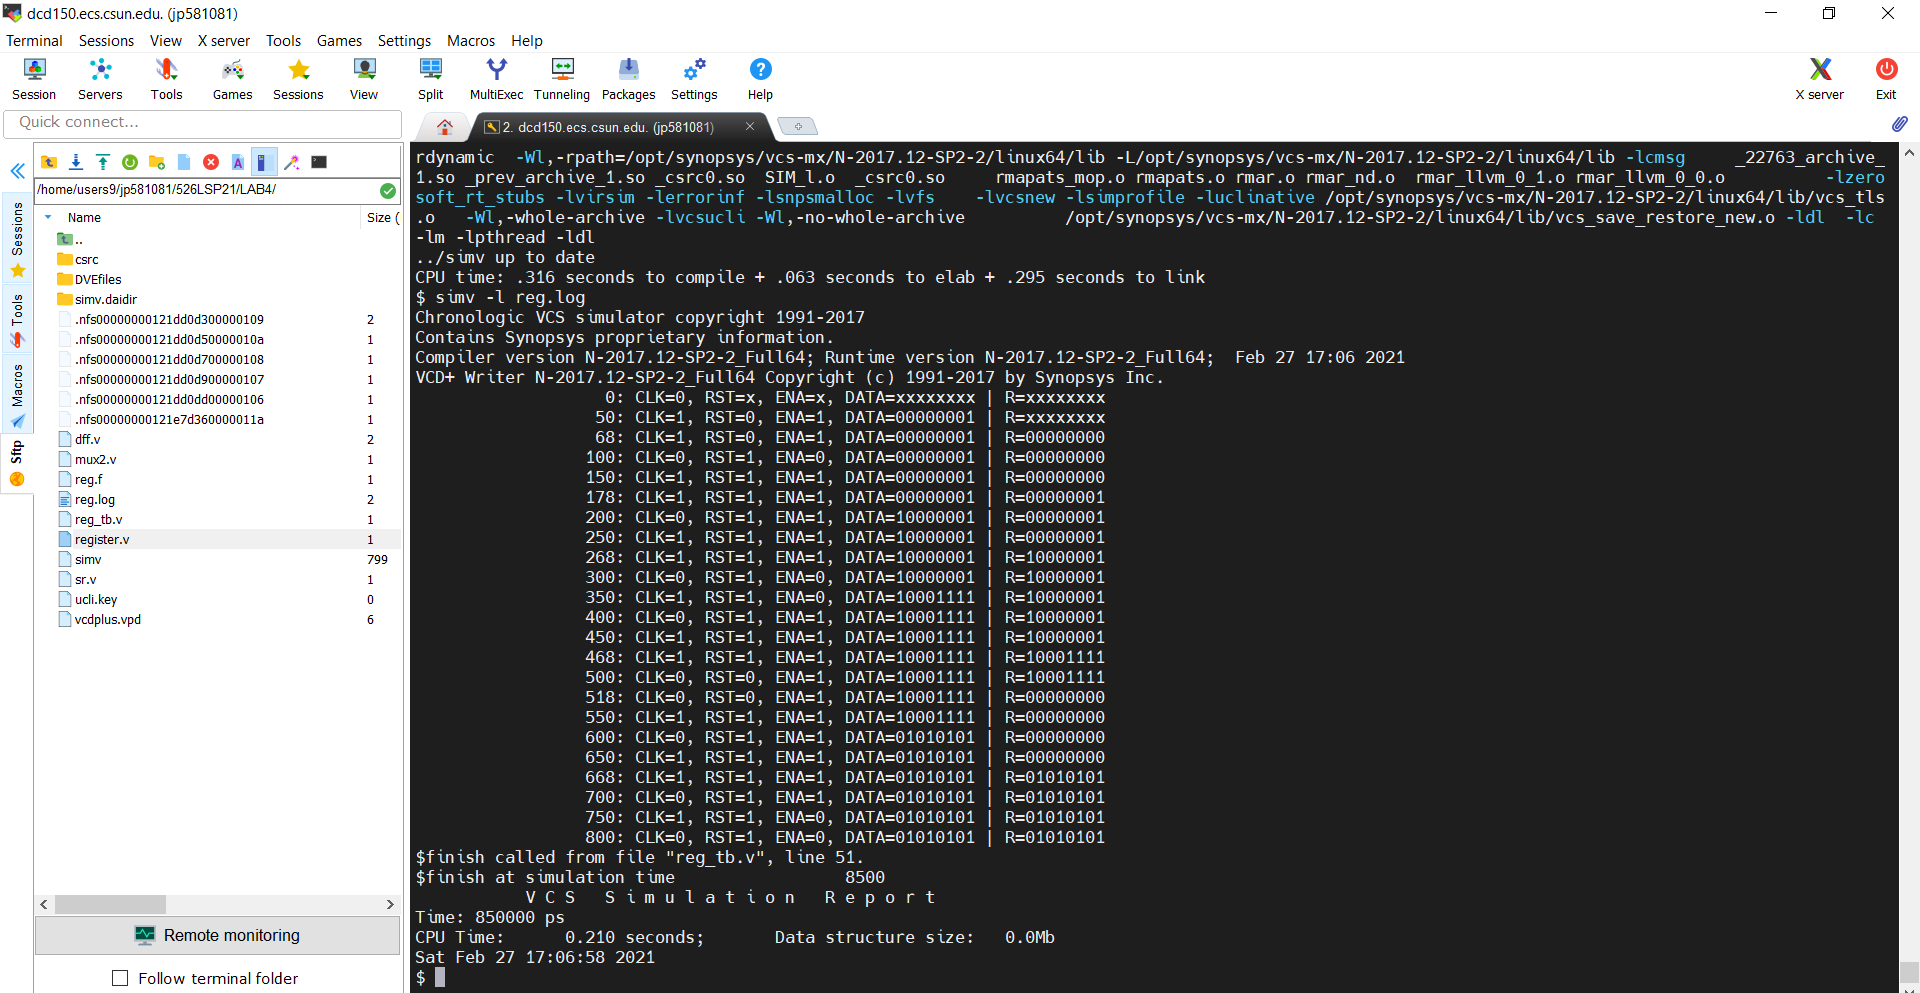 dcd150.ecs.csun.edu. (jp581081)
Terminal Sessions View X server Tools Games Settings Macros Help
Session Servers Tools Games Sessions View Split MultiExec Tunneling Packages Settings Help X server Exit
Quick connect...
2. dcd150.ecs.csun.edu. (jp581081)
/home/users9/jp581081/526LSP21/LAB4/
Sessions
Tools
Macros
Sftp
Name Size (
..
csrc
DVEfiles
simv.daidir
.nfs00000000121dd0d300000109 2
.nfs00000000121dd0d50000010a 1
.nfs00000000121dd0d700000108 1
.nfs00000000121dd0d900000107 1
.nfs00000000121dd0dd00000106 1
.nfs00000000121e7d360000011a 1
dff.v 2
mux2.v 1
reg.f 1
reg.log 2
reg_tb.v 1
register.v 1
simv 799
sr.v 1
ucli.key 0
vcdplus.vpd 6
Remote monitoring
Follow terminal folder
rdynamic -Wl,-rpath=/opt/synopsys/vcs-mx/N-2017.12-SP2-2/linux64/lib -L/opt/synopsys/vcs-mx/N-2017.12-SP2-2/linux64/lib -lcmsg _22763_archive_
1.so _prev_archive_1.so _csrc0.so SIM_l.o _csrc0.so rmapats_mop.o rmapats.o rmar.o rmar_nd.o rmar_llvm_0_1.o rmar_llvm_0_0.o -lzero
soft_rt_stubs -lvirsim -lerrorinf -lsnpsmalloc -lvfs -lvcsnew -lsimprofile -luclinative /opt/synopsys/vcs-mx/N-2017.12-SP2-2/linux64/lib/vcs_tls
.o -Wl,-whole-archive -lvcsucli -Wl,-no-whole-archive /opt/synopsys/vcs-mx/N-2017.12-SP2-2/linux64/lib/vcs_save_restore_new.o -ldl -lc
-lm -lpthread -ldl
../simv up to date
CPU time: .316 seconds to compile + .063 seconds to elab + .295 seconds to link
$ simv -l reg.log
Chronologic VCS simulator copyright 1991-2017
Contains Synopsys proprietary information.
Compiler version N-2017.12-SP2-2_Full64; Runtime version N-2017.12-SP2-2_Full64; Feb 27 17:06 2021
VCD+ Writer N-2017.12-SP2-2_Full64 Copyright (c) 1991-2017 by Synopsys Inc.
0: CLK=0, RST=x, ENA=x, DATA=xxxxxxxx | R=xxxxxxxx
50: CLK=1, RST=0, ENA=1, DATA=00000001 | R=xxxxxxxx
68: CLK=1, RST=0, ENA=1, DATA=00000001 | R=00000000
100: CLK=0, RST=1, ENA=0, DATA=00000001 | R=00000000
150: CLK=1, RST=1, ENA=1, DATA=00000001 | R=00000000
178: CLK=1, RST=1, ENA=1, DATA=00000001 | R=00000001
200: CLK=0, RST=1, ENA=1, DATA=10000001 | R=00000001
250: CLK=1, RST=1, ENA=1, DATA=10000001 | R=00000001
268: CLK=1, RST=1, ENA=1, DATA=10000001 | R=10000001
300: CLK=0, RST=1, ENA=0, DATA=10000001 | R=10000001
350: CLK=1, RST=1, ENA=0, DATA=10001111 | R=10000001
400: CLK=0, RST=1, ENA=1, DATA=10001111 | R=10000001
450: CLK=1, RST=1, ENA=1, DATA=10001111 | R=10000001
468: CLK=1, RST=1, ENA=1, DATA=10001111 | R=10001111
500: CLK=0, RST=0, ENA=1, DATA=10001111 | R=10001111
518: CLK=0, RST=0, ENA=1, DATA=10001111 | R=00000000
550: CLK=1, RST=1, ENA=1, DATA=10001111 | R=00000000
600: CLK=0, RST=1, ENA=1, DATA=01010101 | R=00000000
650: CLK=1, RST=1, ENA=1, DATA=01010101 | R=00000000
668: CLK=1, RST=1, ENA=1, DATA=01010101 | R=01010101
700: CLK=0, RST=1, ENA=1, DATA=01010101 | R=01010101
750: CLK=1, RST=1, ENA=0, DATA=01010101 | R=01010101
800: CLK=0, RST=1, ENA=0, DATA=01010101 | R=01010101
$finish called from file "reg_tb.v", line 51.
$finish at simulation time 8500
V C S S i m u l a t i o n R e p o r t
Time: 850000 ps
CPU Time: 0.210 seconds; Data structure size: 0.0Mb
Sat Feb 27 17:06:58 2021
$